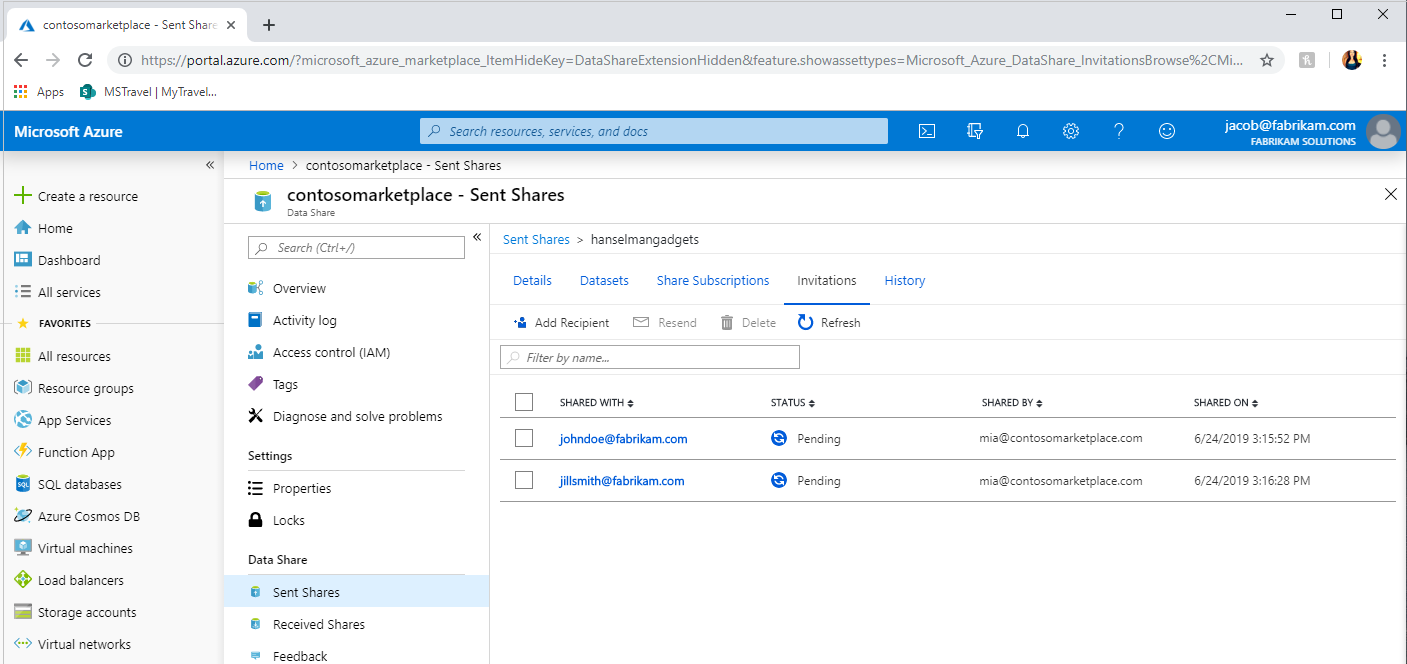 contosomarketplace - Sent Share
https://portal.azure.com/?microsoft_azure_marketplace_ItemHideKey=DataShareExtensionHidden&feature.showassettypes=Microsoft_Azure_DataShare_InvitationsBrowse%2CMi...
Apps
MSTravel | MyTravel...
Microsoft Azure
Search resources, services, and docs
jacob@fabrikam.com
FABRIKAM SOLUTIONS
Create a resource
Home
Dashboard
All services
FAVORITES
All resources
Resource groups
App Services
Function App
SQL databases
Azure Cosmos DB
Virtual machines
Load balancers
Storage accounts
Virtual networks
Home > contosomarketplace - Sent Shares
contosomarketplace - Sent Shares
Data Share
Search (Ctrl+/)
Overview
Activity log
Access control (IAM)
Tags
Diagnose and solve problems
Settings
Properties
Locks
Data Share
Sent Shares
Received Shares
Feedback
Sent Shares > hanselmangadgets
Details Datasets Share Subscriptions Invitations History
Add Recipient Resend Delete Refresh
Filter by name...
SHARED WITH STATUS SHARED BY SHARED ON
johndoe@fabrikam.com Pending mia@contosomarketplace.com 6/24/2019 3:15:52 PM
jillsmith@fabrikam.com Pending mia@contosomarketplace.com 6/24/2019 3:16:28 PM